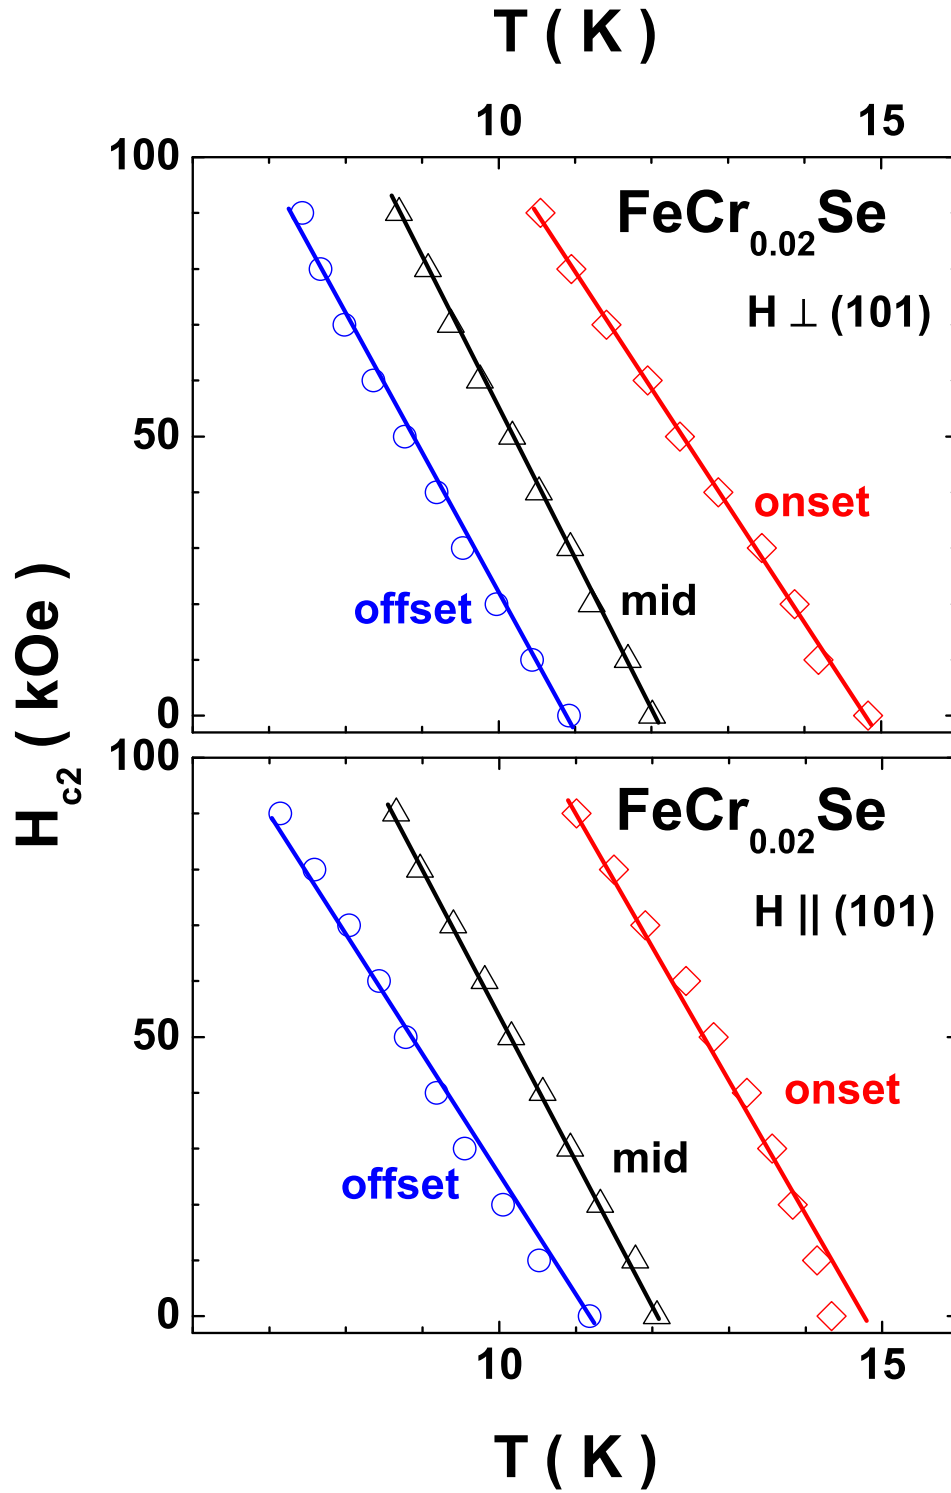 T ( K )
10 15
100
FeCr0.02Se
H ⊥ (101)
50
onset
mid
offset
0
H c2 ( kOe )
100
FeCr0.02Se
H || (101)
50
onset
mid
offset
0
10 15
T ( K )